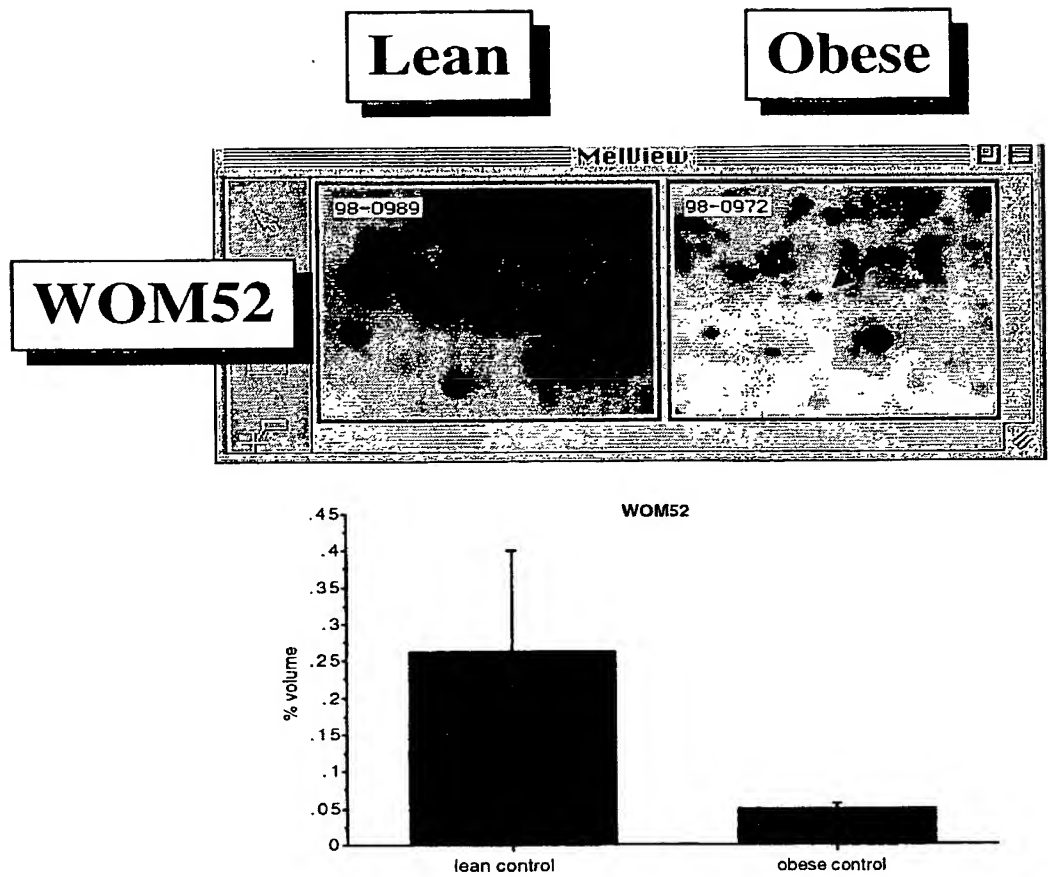 Lean
Obese
MelView
98-0989
98-0972
WOM52
WOM52
.45
.4
.35
.3
.25
.2
.15
.1
.05
0
% volume
lean control
obese control